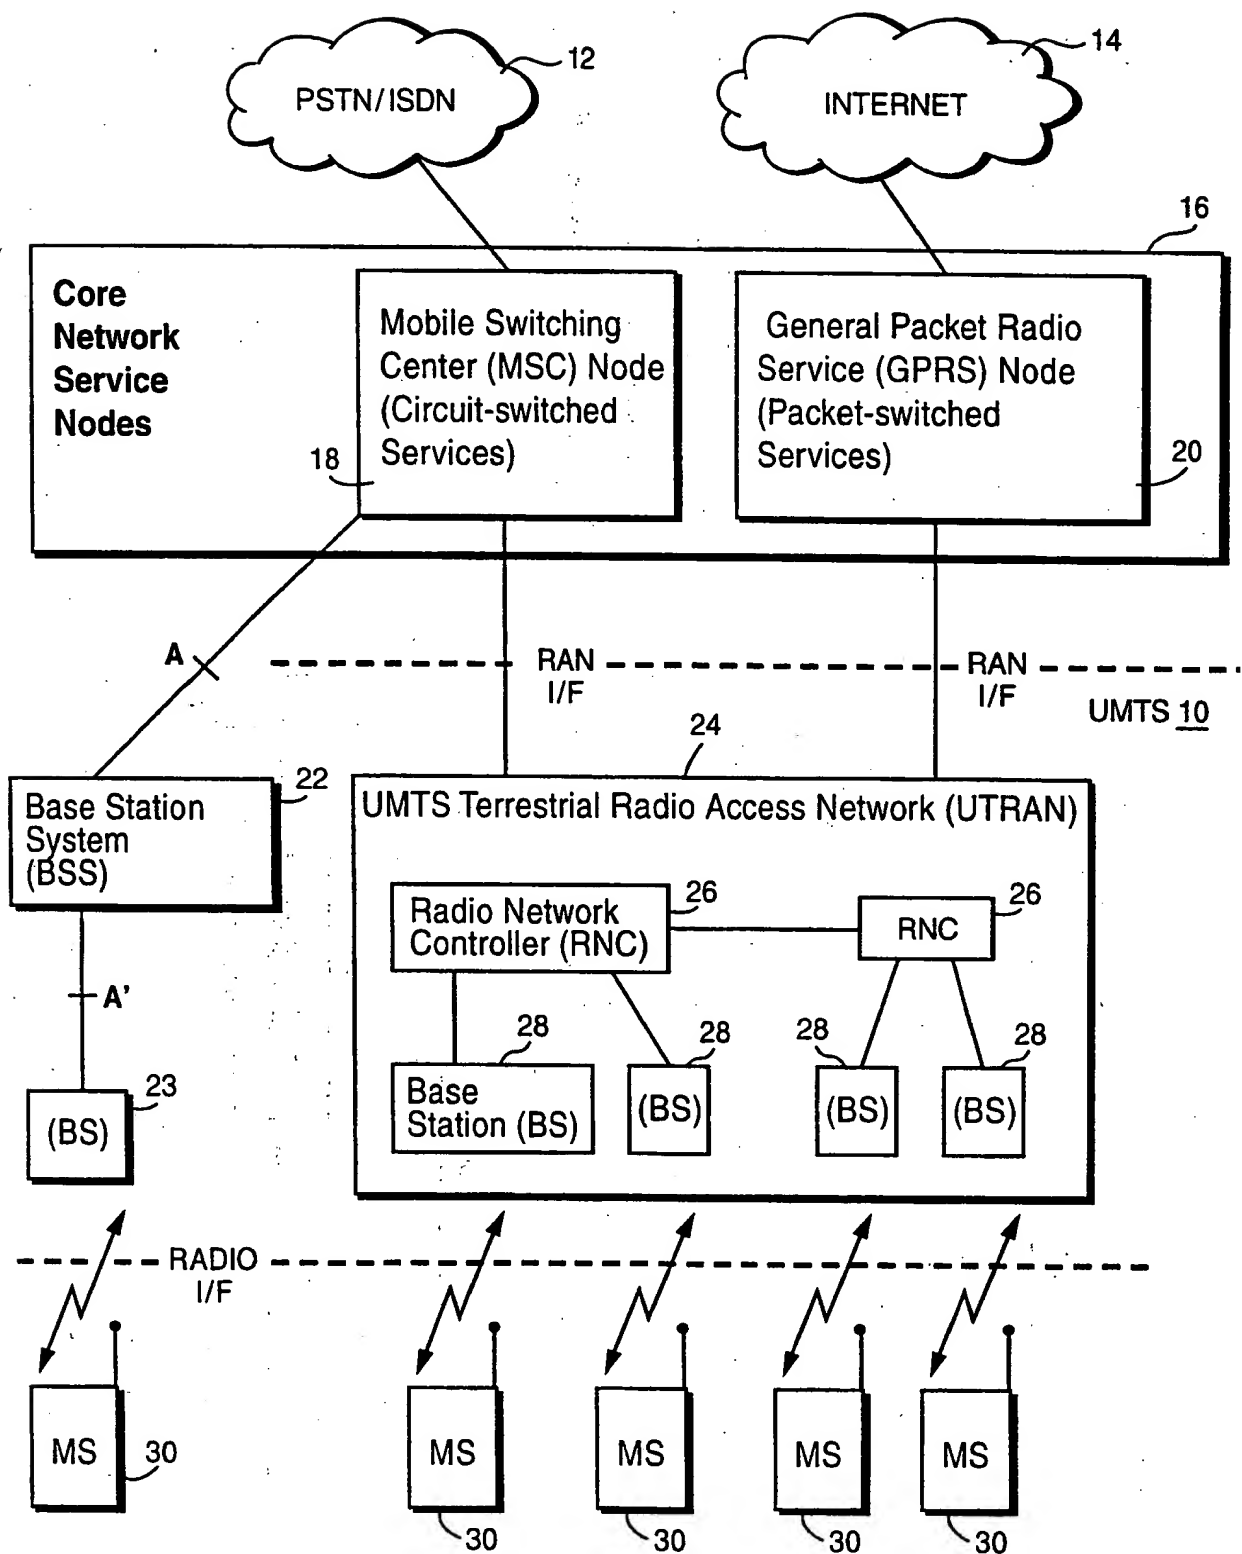 12
14
PSTN/ISDN
INTERNET
16
Core
Network
Service
Nodes
Mobile Switching
Center (MSC) Node
(Circuit-switched
Services)
18
General Packet Radio
Service (GPRS) Node
(Packet-switched
Services)
20
A
RAN
I/F
RAN
I/F
UMTS 10
24
22
Base Station
System
(BSS)
UMTS Terrestrial Radio Access Network (UTRAN)
Radio Network
Controller (RNC)
26
RNC
26
A'
28
28
28
28
23
(BS)
Base
Station (BS)
(BS)
(BS)
(BS)
RADIO
I/F
MS
30
MS
30
MS
30
MS
30
MS
30